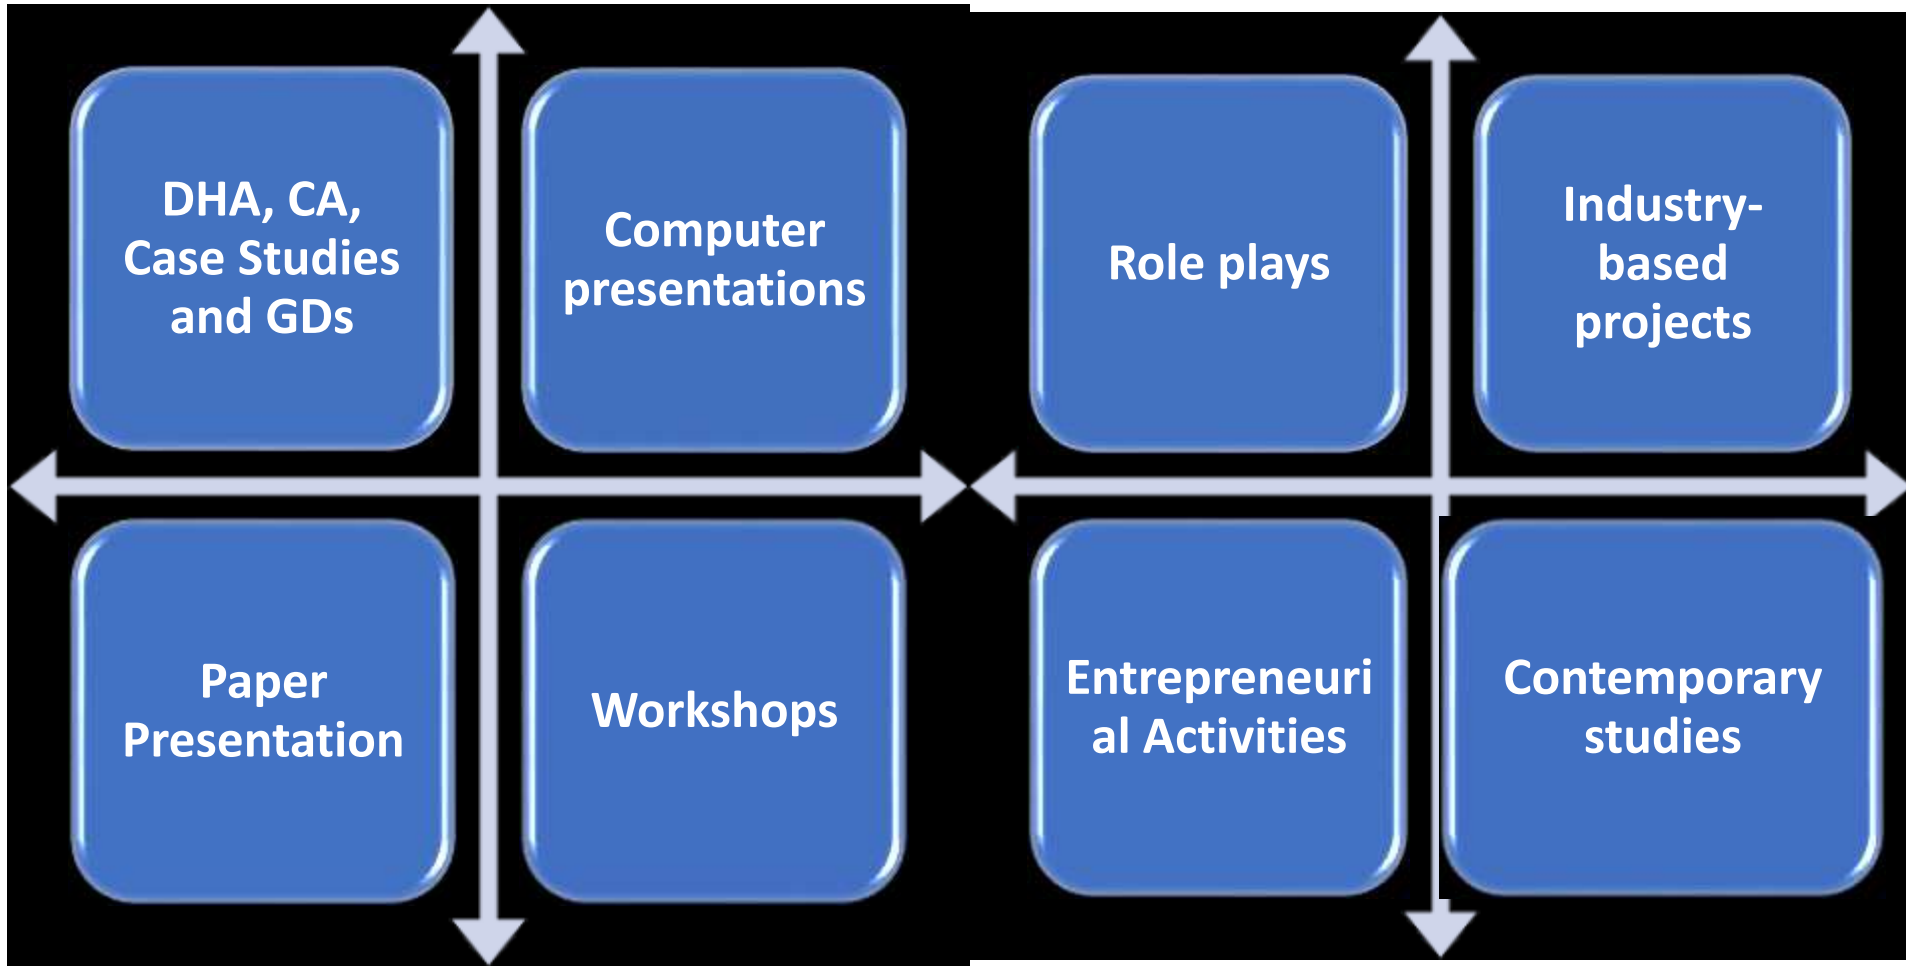 DHA, CA,
Case Studies
and GDs
Computer
presentations
Role plays
Industry-
based
projects
Paper
Presentation
Workshops
Entrepreneuri
al Activities
Contemporary
studies